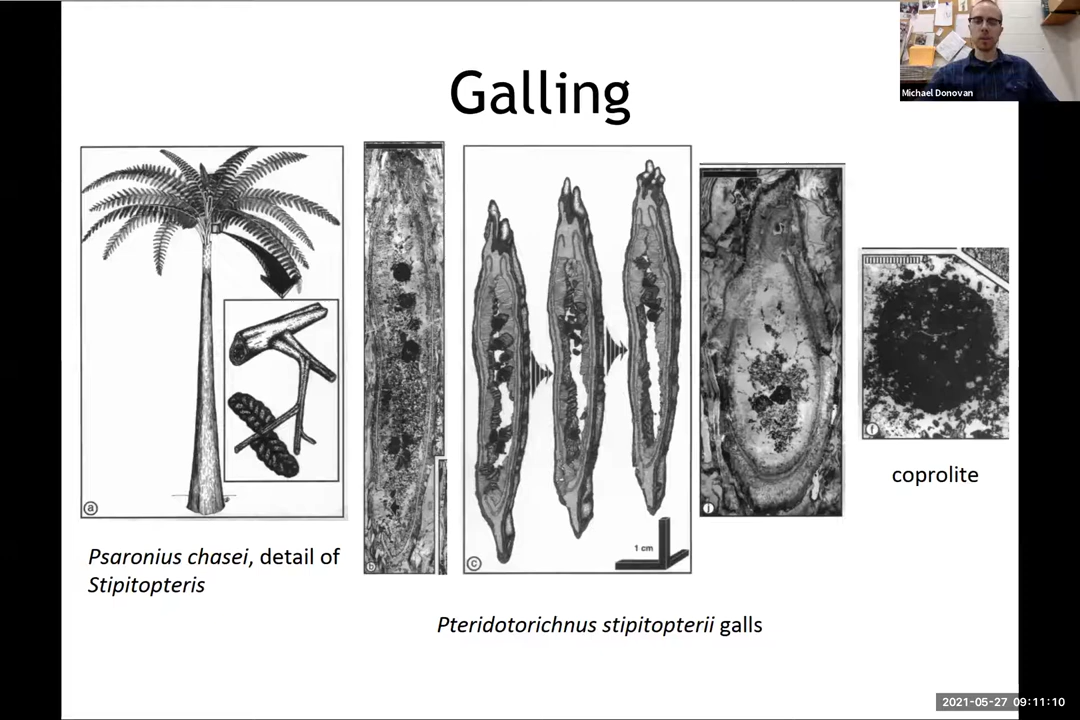 Michael Donovan
Galling
a
b
c
1 cm
j
f
coprolite
Psaronius chasei, detail of
Stipitopteris
Pteridotorichnus stipitopterii galls
2021-05-27 09:11:10